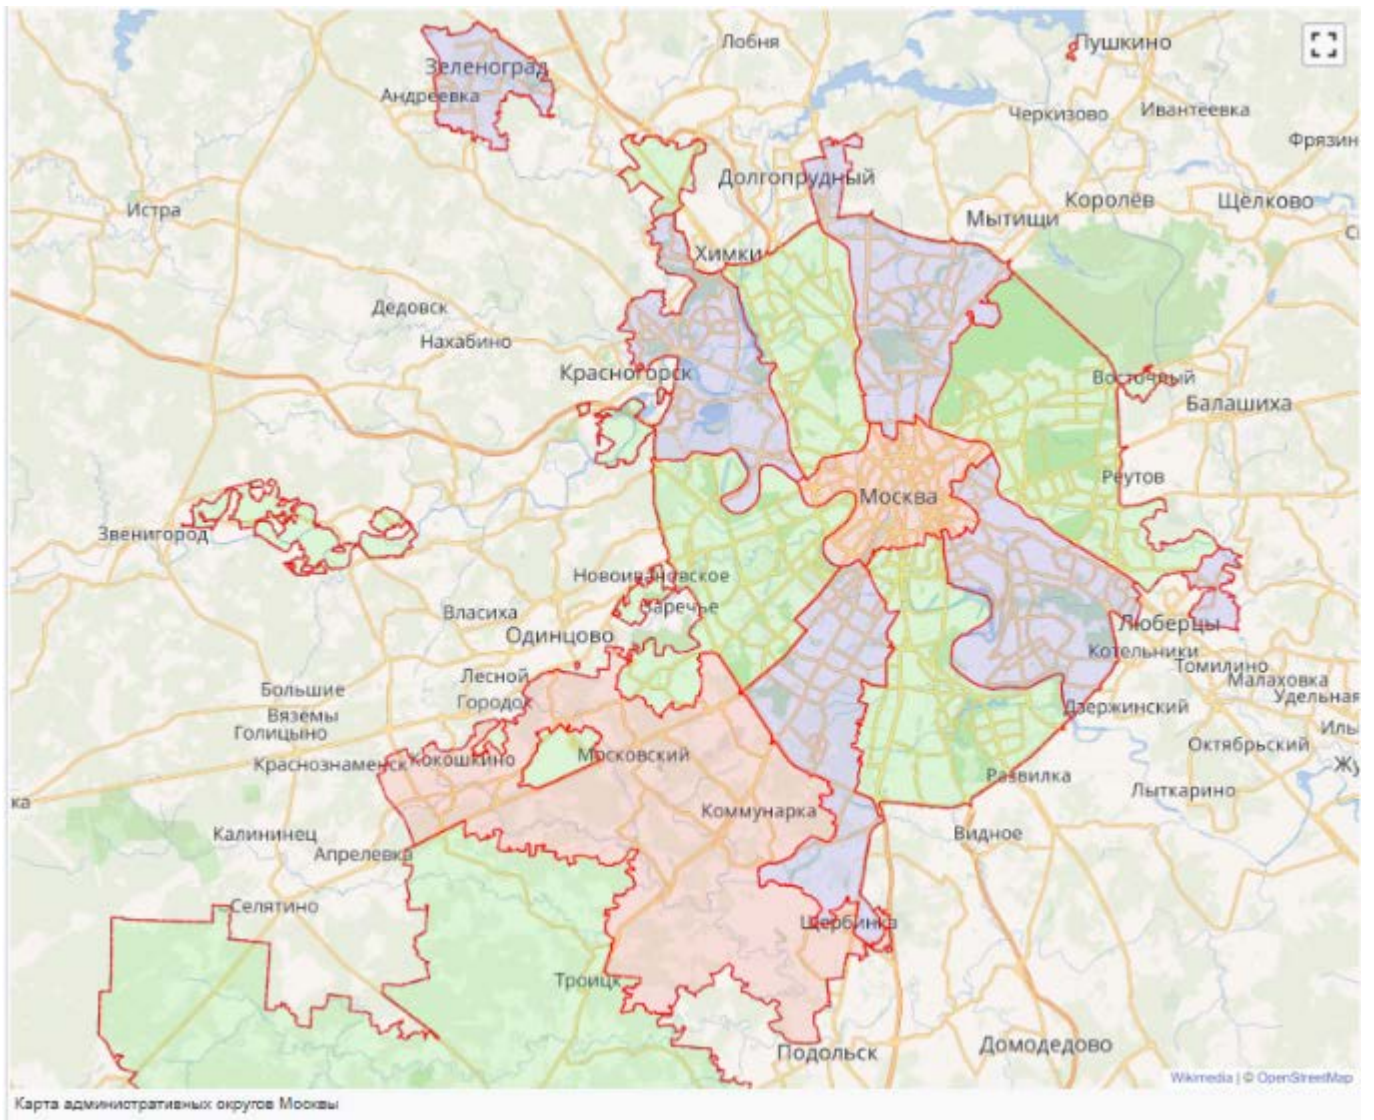 Лобня
Пушкино
Зеленоград
Андреевка
Черкизово
Ивантеевка
Фрязин
Долгопрудный
Истра
Королёв
Щёлково
Мытищи
Химки
Дедовск
Нахабино
Красногорск
Восточный
Балашиха
Реутов
Москва
Звенигород
Новоивановское
Заречье
Власиха
Одинцово
Люберцы
Котельники
Томилино
Малаховка
Удельная
Лесной
Городок
Большие
Вяземы
Голицыно
Дзержинский
Иль
Октябрьский
Краснознаменск
Кокошкино
Московский
Жу
Развилка
Лыткарино
ка
Коммунарка
Калининец
Апрелевка
Видное
Селятино
Щербинка
Троицк
Подольск
Домодедово
Wikimedia | © OpenStreetMap
Карта административных округов Москвы